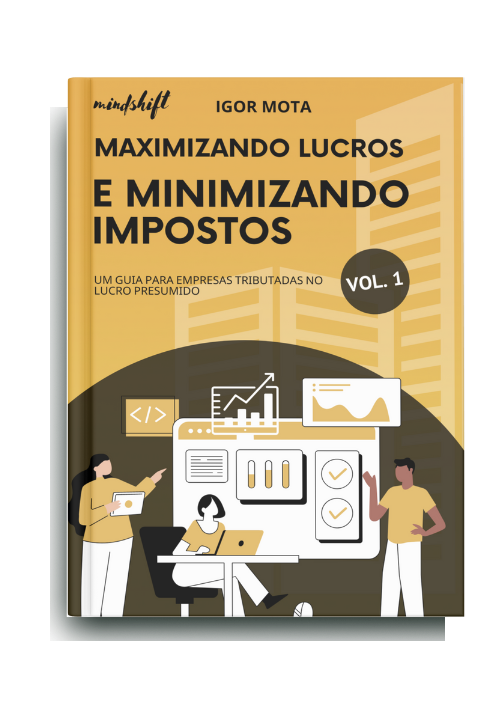 mindshift
IGOR MOTA
MAXIMIZANDO LUCROS
E MINIMIZANDO
IMPOSTOS
UM GUIA PARA EMPRESAS TRIBUTADAS NO
LUCRO PRESUMIDO
VOL. 1
</>